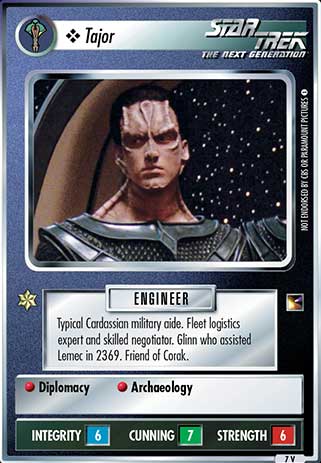 ❖ Tajor
STAR TREK
THE NEXT GENERATION
NOT ENDORSED BY CBS OR PARAMOUNT PICTURES
ENGINEER
Typical Cardassian military aide. Fleet logistics
expert and skilled negotiator. Glinn who assisted
Lemec in 2369. Friend of Corak.
Diplomacy Archaeology
INTEGRITY 6 CUNNING 7 STRENGTH 6
7 V